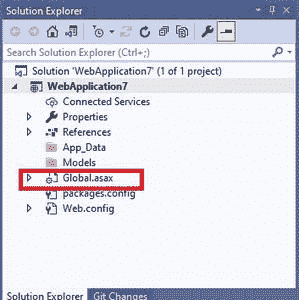 Solution Explorer
Search Solution Explorer (Ctrl+;)
Solution 'WebApplication7' (1 of 1 project)
WebApplication7
Connected Services
Properties
References
App_Data
Models
Global.asax
packages.config
Web.config
Solution Explorer Git Changes